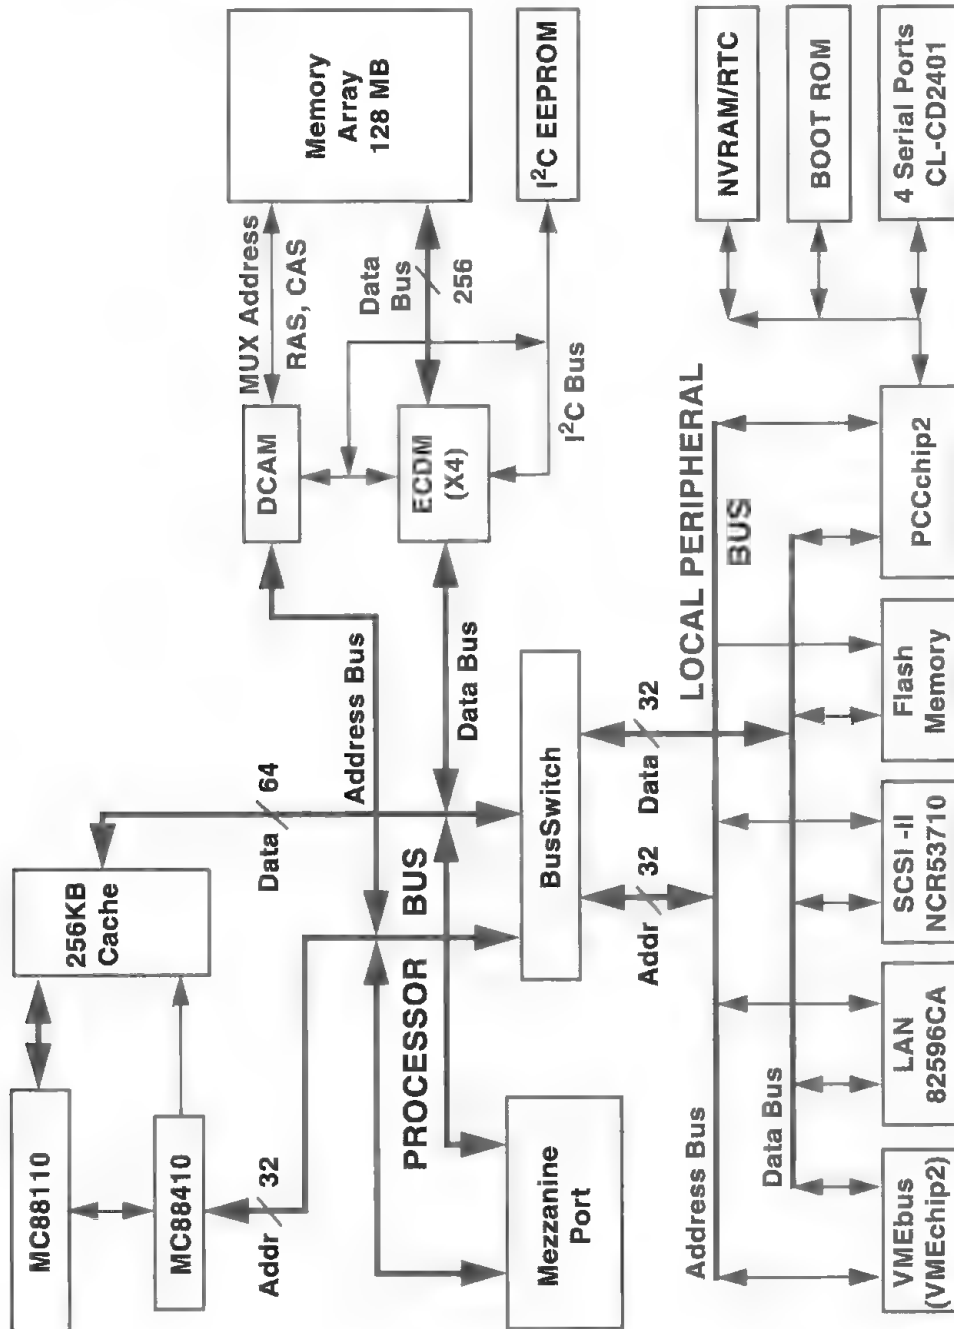 MC88110
MC88410
256KB
Cache
Addr
32
Data
64
Memory
Array
128 MB
I²C EEPROM
MUX Address
RAS, CAS
Data
Bus
256
DCAM
ECDM
(X4)
I²C Bus
Address Bus
Data Bus
PROCESSOR BUS
Mezzanine
Port
BusSwitch
Addr
32
Data
32
LOCAL PERIPHERAL
BUS
NVRAM/RTC
BOOT ROM
4 Serial Ports
CL-CD2401
PCCchip2
Address Bus
Data Bus
VMEbus
(VMEchip2)
LAN
82596CA
SCSI -II
NCR53710
Flash
Memory